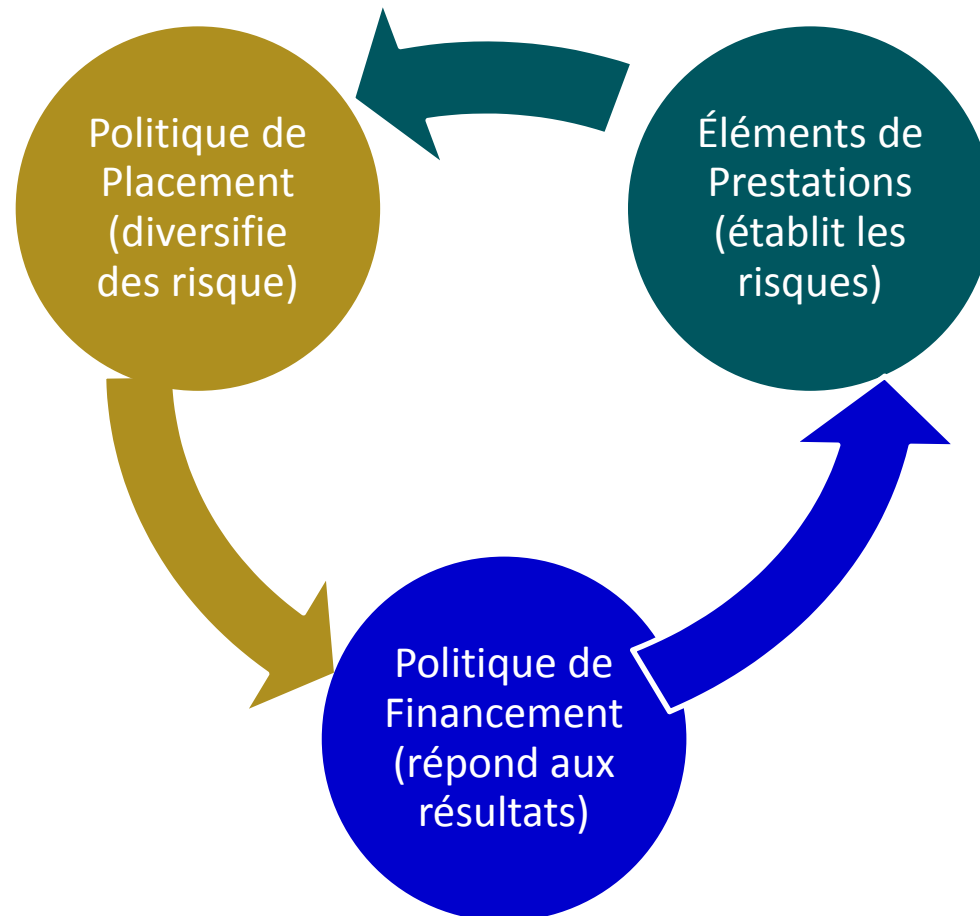 Politique de
Placement
(diversifie
des risque)
Éléments de
Prestations
(établit les
risques)
Politique de
Financement
(répond aux
résultats)